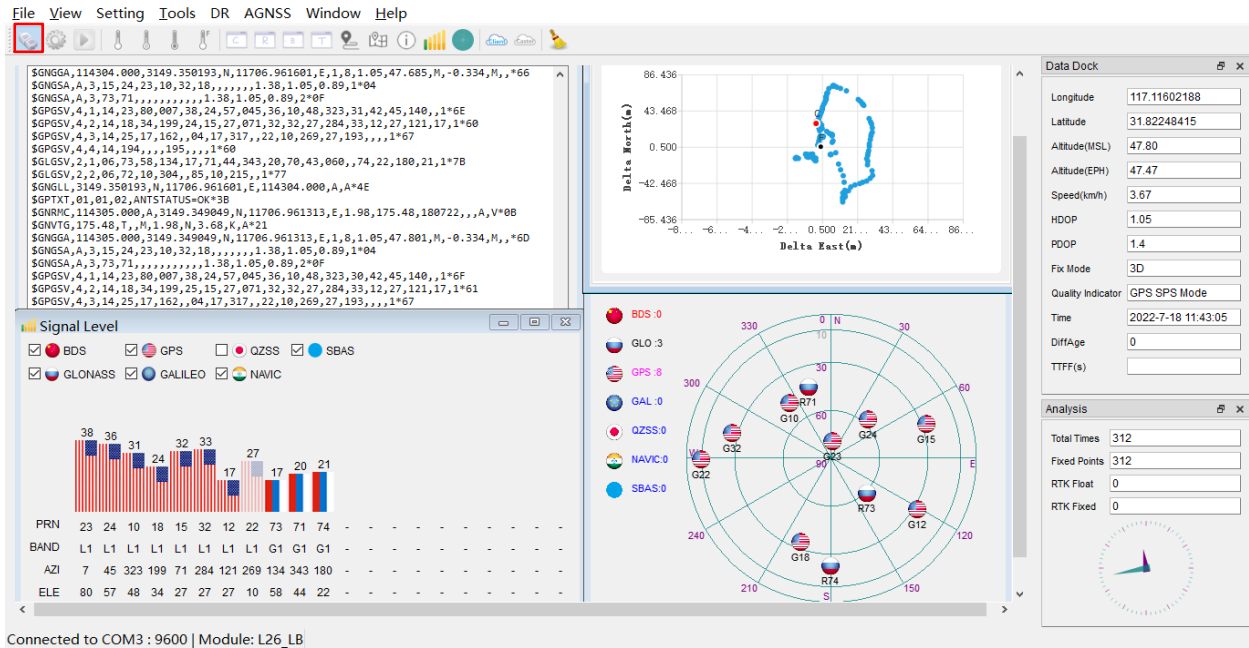 File View Setting Tools DR AGNSS Window Help
C R B T Client Caster
$GNGGA,114304.000,3149.350193,N,11706.961601,E,1,8,1.05,47.685,M,-0.334,M,,*66
$GNGSA,A,3,15,24,23,10,32,18,,,,,,,1.38,1.05,0.89,1*04
$GNGSA,A,3,73,71,,,,,,,,,,,1.38,1.05,0.89,2*0F
$GPGSV,4,1,14,23,80,007,38,24,57,045,36,10,48,323,31,42,45,140,,1*6E
$GPGSV,4,2,14,18,34,199,24,15,27,071,32,32,27,284,33,12,27,121,17,1*60
$GPGSV,4,3,14,25,17,162,,04,17,317,,22,10,269,27,193,,,,1*67
$GPGSV,4,4,14,194,,,,195,,,,1*60
$GLGSV,2,1,06,73,58,134,17,71,44,343,20,70,43,060,,74,22,180,21,1*7B
$GLGSV,2,2,06,72,10,304,,85,10,215,,1*77
$GNGLL,3149.350193,N,11706.961601,E,114304.000,A,A*4E
$GPTXT,01,01,02,ANTSTATUS=OK*3B
$GNRMC,114305.000,A,3149.349049,N,11706.961313,E,1.98,175.48,180722,,,A,V*0B
$GNVTG,175.48,T,,M,1.98,N,3.68,K,A*21
$GNGGA,114305.000,3149.349049,N,11706.961313,E,1,8,1.05,47.801,M,-0.334,M,,*6D
$GNGSA,A,3,15,24,23,10,32,18,,,,,,,1.38,1.05,0.89,1*04
$GNGSA,A,3,73,71,,,,,,,,,,,1.38,1.05,0.89,2*0F
$GPGSV,4,1,14,23,80,007,38,24,57,045,36,10,48,323,30,42,45,140,,1*6F
$GPGSV,4,2,14,18,34,199,25,15,27,071,32,32,27,284,33,12,27,121,17,1*61
$GPGSV,4,3,14,25,17,162,,04,17,317,,22,10,269,27,193,,,,1*67
86.436
43.468
0.500
-42.468
-85.436
Delta North(m)
-8... -6... -4... -2... 0.500 21... 43... 64... 86...
Delta East(m)
Signal Level
BDS GPS QZSS SBAS
GLONASS GALILEO NAVIC
38 36 31 24 32 33 17 27 17 20 21
PRN 23 24 10 18 15 32 12 22 73 71 74 - - - - - - - - - -
BAND L1 L1 L1 L1 L1 L1 L1 L1 G1 G1 G1 - - - - - - - - - -
AZI 7 45 323 199 71 284 121 269 134 343 180 - - - - - - - - - -
ELE 80 57 48 34 27 27 27 10 58 44 22 - - - - - - - - - -
BDS :0
GLO :3
GPS :8
GAL :0
QZSS:0
NAVIC:0
SBAS:0
330 0 N 30
10
300 30 60
60
W 90 E
240 120
210 S 150
R71
G10
G24
G15
G32
G23
G22
R73
G12
G18
R74
Data Dock
Longitude 117.11602188
Latitude 31.82248415
Altitude(MSL) 47.80
Altitude(EPH) 47.47
Speed(km/h) 3.67
HDOP 1.05
PDOP 1.4
Fix Mode 3D
Quality Indicator GPS SPS Mode
Time 2022-7-18 11:43:05
DiffAge 0
TTFF(s)
Analysis
Total Times 312
Fixed Points 312
RTK Float 0
RTK Fixed 0
Connected to COM3 : 9600 | Module: L26_LB